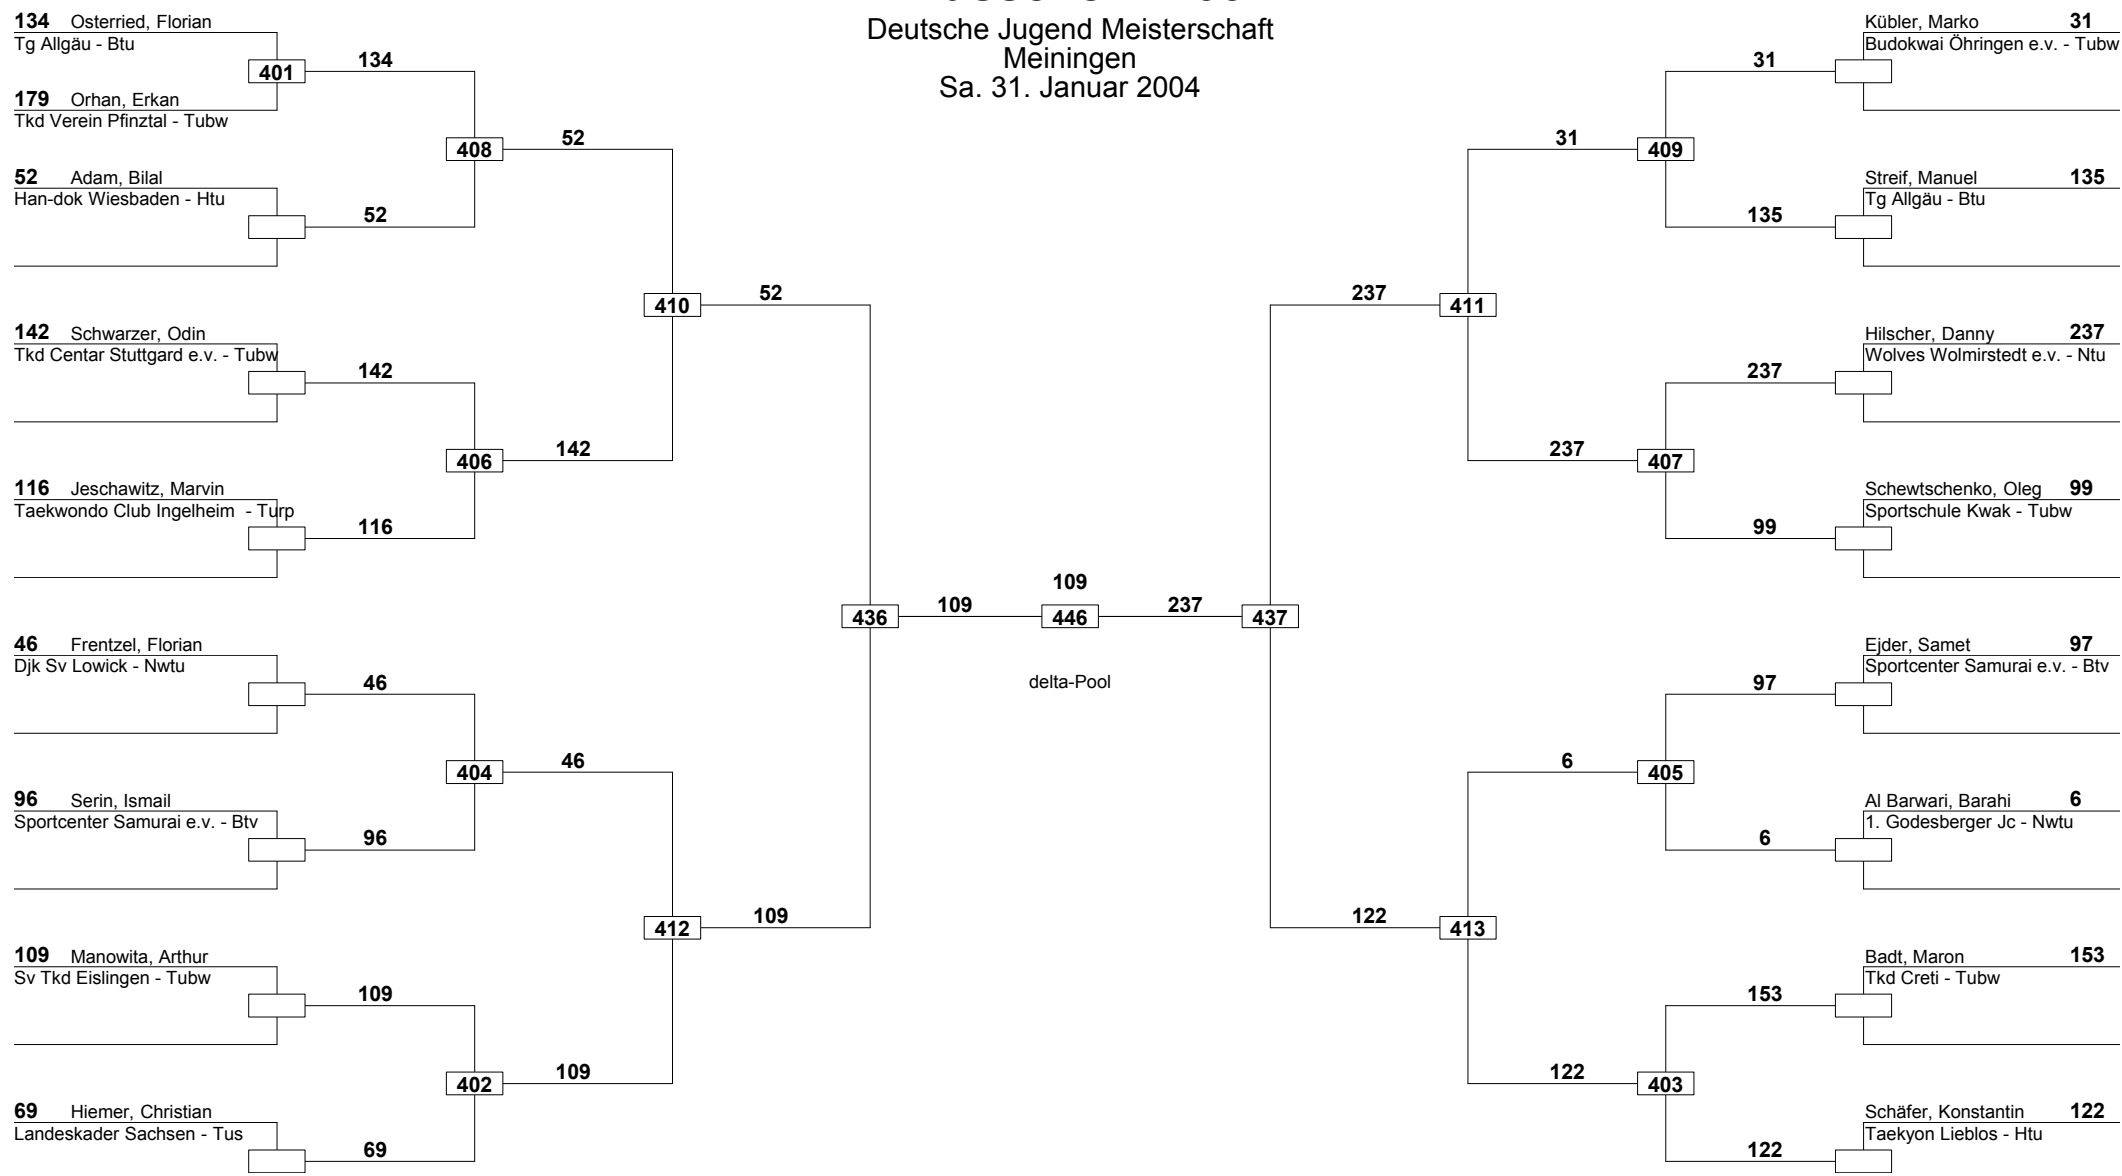 Deutsche Jugend Meisterschaft
Meiningen
Sa. 31. Januar 2004
134 Osterried, Florian
Tg Allgäu - Btu
401
134
179 Orhan, Erkan
Tkd Verein Pfinztal - Tubw
408
52
52 Adam, Bilal
Han-dok Wiesbaden - Htu
52
410
52
142 Schwarzer, Odin
Tkd Centar Stuttgard e.v. - Tubw
142
406
142
116 Jeschawitz, Marvin
Taekwondo Club Ingelheim - Turp
116
436
109
46 Frentzel, Florian
Djk Sv Lowick - Nwtu
46
404
46
96 Serin, Ismail
Sportcenter Samurai e.v. - Btv
96
412
109
109 Manowita, Arthur
Sv Tkd Eislingen - Tubw
109
402
109
69 Hiemer, Christian
Landeskader Sachsen - Tus
69
109
446
delta-Pool
237
437
Kübler, Marko 31
Budokwai Öhringen e.v. - Tubw
31
31
409
Streif, Manuel 135
Tg Allgäu - Btu
135
237
411
Hilscher, Danny 237
Wolves Wolmirstedt e.v. - Ntu
237
237
407
Schewtschenko, Oleg 99
Sportschule Kwak - Tubw
99
Ejder, Samet 97
Sportcenter Samurai e.v. - Btv
97
6
405
Al Barwari, Barahi 6
1. Godesberger Jc - Nwtu
6
122
413
Badt, Maron 153
Tkd Creti - Tubw
153
122
403
Schäfer, Konstantin 122
Taekyon Lieblos - Htu
122